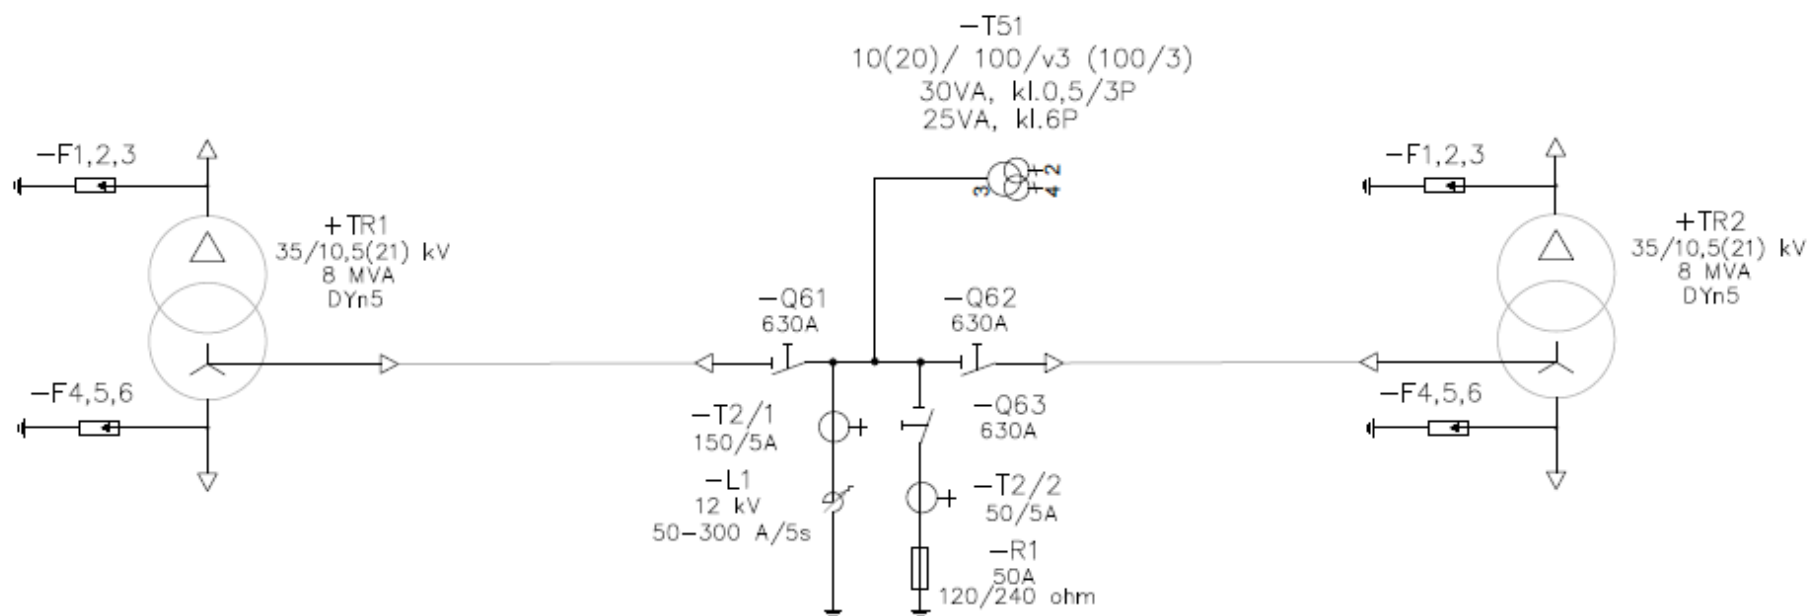 −T51
10(20)/ 100/v3 (100/3)
30VA, kl.0,5/3P
25VA, kl.6P
−F1,2,3
−F1,2,3
3
2
4
+TR1
35/10,5(21) kV
8 MVA
DYn5
+TR2
35/10,5(21) kV
8 MVA
DYn5
−Q61
630A
−Q62
630A
−F4,5,6
−F4,5,6
−T2/1
150/5A
−Q63
630A
−L1
12 kV
50−300 A/5s
−T2/2
50/5A
−R1
50A
120/240 ohm